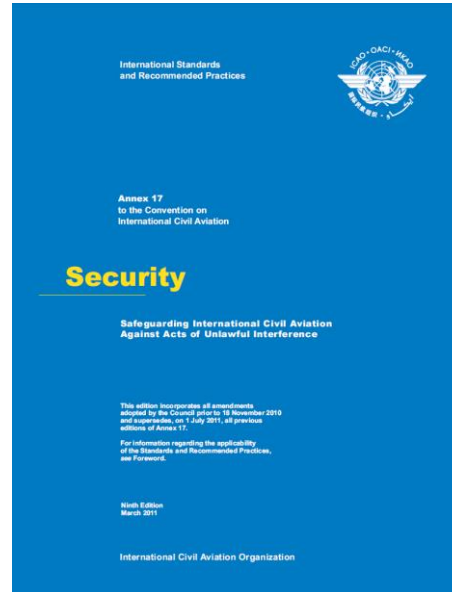 International Standards
and Recommended Practices
ICAO · OACI · ИКАО
Annex 17
to the Convention on
International Civil Aviation
Security
Safeguarding International Civil Aviation
Against Acts of Unlawful Interference
This edition incorporates all amendments
adopted by the Council prior to 18 November 2010
and supersedes, on 1 July 2011, all previous
editions of Annex 17.
For information regarding the applicability
of the Standards and Recommended Practices,
see Foreword.
Ninth Edition
March 2011
International Civil Aviation Organization